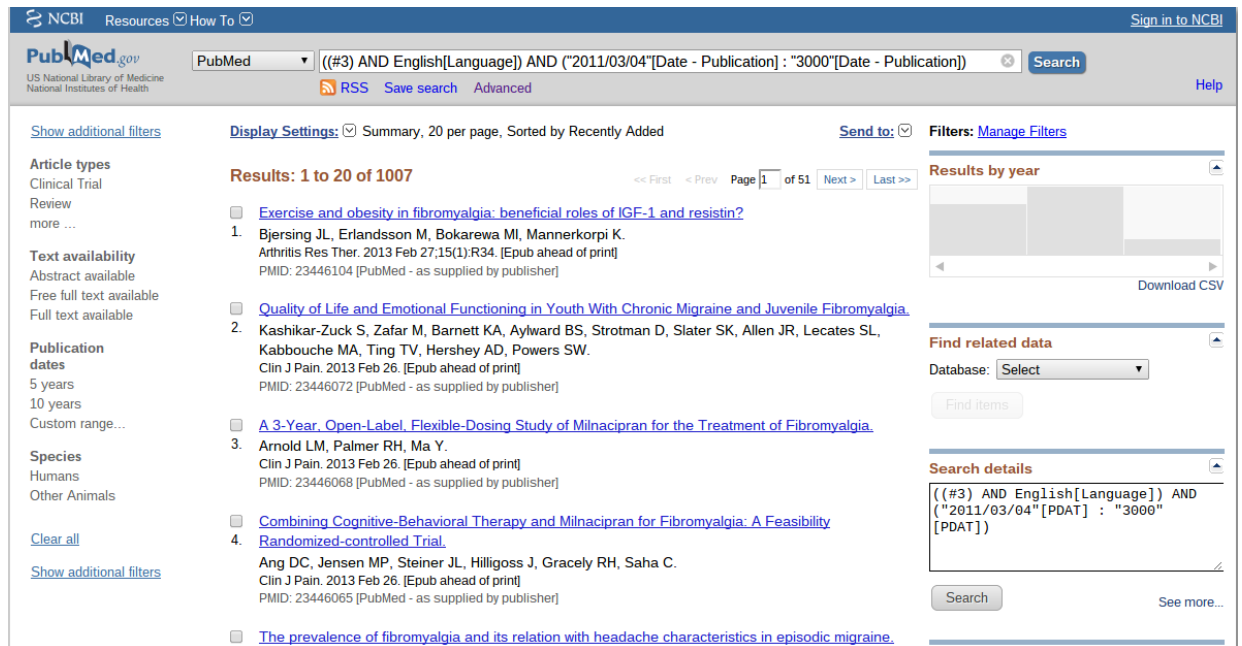 NCBI Resources How To Sign in to NCBI
PubMed.gov
US National Library of Medicine
National Institutes of Health
PubMed ((#3) AND English[Language]) AND ("2011/03/04"[Date - Publication] : "3000"[Date - Publication]) Search
RSS Save search Advanced Help
Show additional filters
Article types
Clinical Trial
Review
more ...
Text availability
Abstract available
Free full text available
Full text available
Publication
dates
5 years
10 years
Custom range...
Species
Humans
Other Animals
Clear all
Show additional filters
Display Settings: Summary, 20 per page, Sorted by Recently Added Send to:
Results: 1 to 20 of 1007 << First < Prev Page 1 of 51 Next > Last >>
Exercise and obesity in fibromyalgia: beneficial roles of IGF-1 and resistin?
1. Bjersing JL, Erlandsson M, Bokarewa MI, Mannerkorpi K.
Arthritis Res Ther. 2013 Feb 27;15(1):R34. [Epub ahead of print]
PMID: 23446104 [PubMed - as supplied by publisher]
Quality of Life and Emotional Functioning in Youth With Chronic Migraine and Juvenile Fibromyalgia.
2. Kashikar-Zuck S, Zafar M, Barnett KA, Aylward BS, Strotman D, Slater SK, Allen JR, Lecates SL,
Kabbouche MA, Ting TV, Hershey AD, Powers SW.
Clin J Pain. 2013 Feb 26. [Epub ahead of print]
PMID: 23446072 [PubMed - as supplied by publisher]
A 3-Year, Open-Label, Flexible-Dosing Study of Milnacipran for the Treatment of Fibromyalgia.
3. Arnold LM, Palmer RH, Ma Y.
Clin J Pain. 2013 Feb 26. [Epub ahead of print]
PMID: 23446068 [PubMed - as supplied by publisher]
Combining Cognitive-Behavioral Therapy and Milnacipran for Fibromyalgia: A Feasibility
4. Randomized-controlled Trial.
Ang DC, Jensen MP, Steiner JL, Hilligoss J, Gracely RH, Saha C.
Clin J Pain. 2013 Feb 26. [Epub ahead of print]
PMID: 23446065 [PubMed - as supplied by publisher]
The prevalence of fibromyalgia and its relation with headache characteristics in episodic migraine.
Filters: Manage Filters
Results by year
Download CSV
Find related data
Database: Select
Find items
Search details
((#3) AND English[Language]) AND
("2011/03/04"[PDAT] : "3000"
[PDAT])
Search
See more...